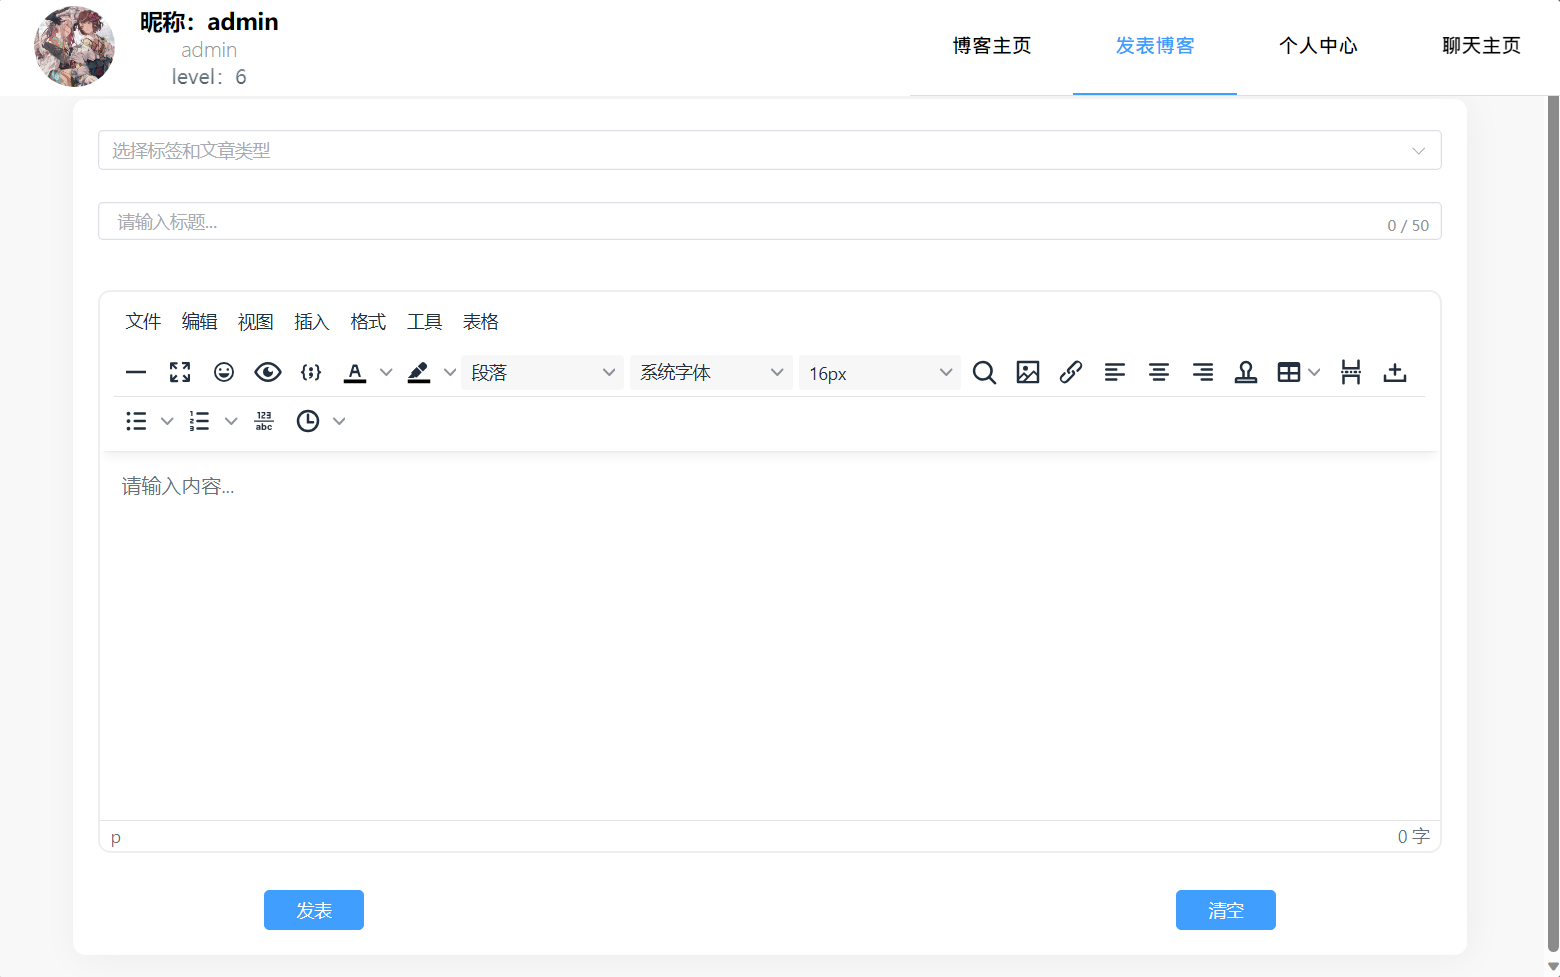 昵称：admin
admin
level：6
博客主页 发表博客 个人中心 聊天主页
选择标签和文章类型
请输入标题... 0 / 50
文件 编辑 视图 插入 格式 工具 表格
段落 系统字体 16px
请输入内容...
p 0 字
发表 清空